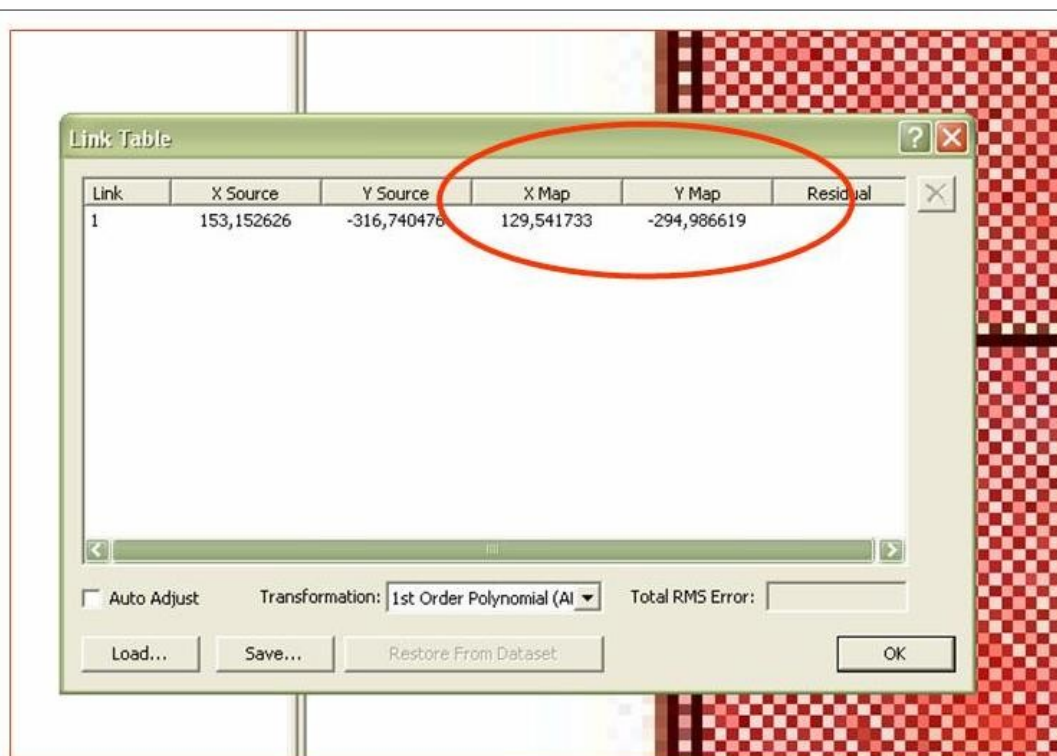 Link Table
Link X Source Y Source X Map Y Map Residual
1 153,152626 -316,740476 129,541733 -294,986619
Auto Adjust Transformation: 1st Order Polynomial (Af Total RMS Error:
Load... Save... Restore From Dataset OK